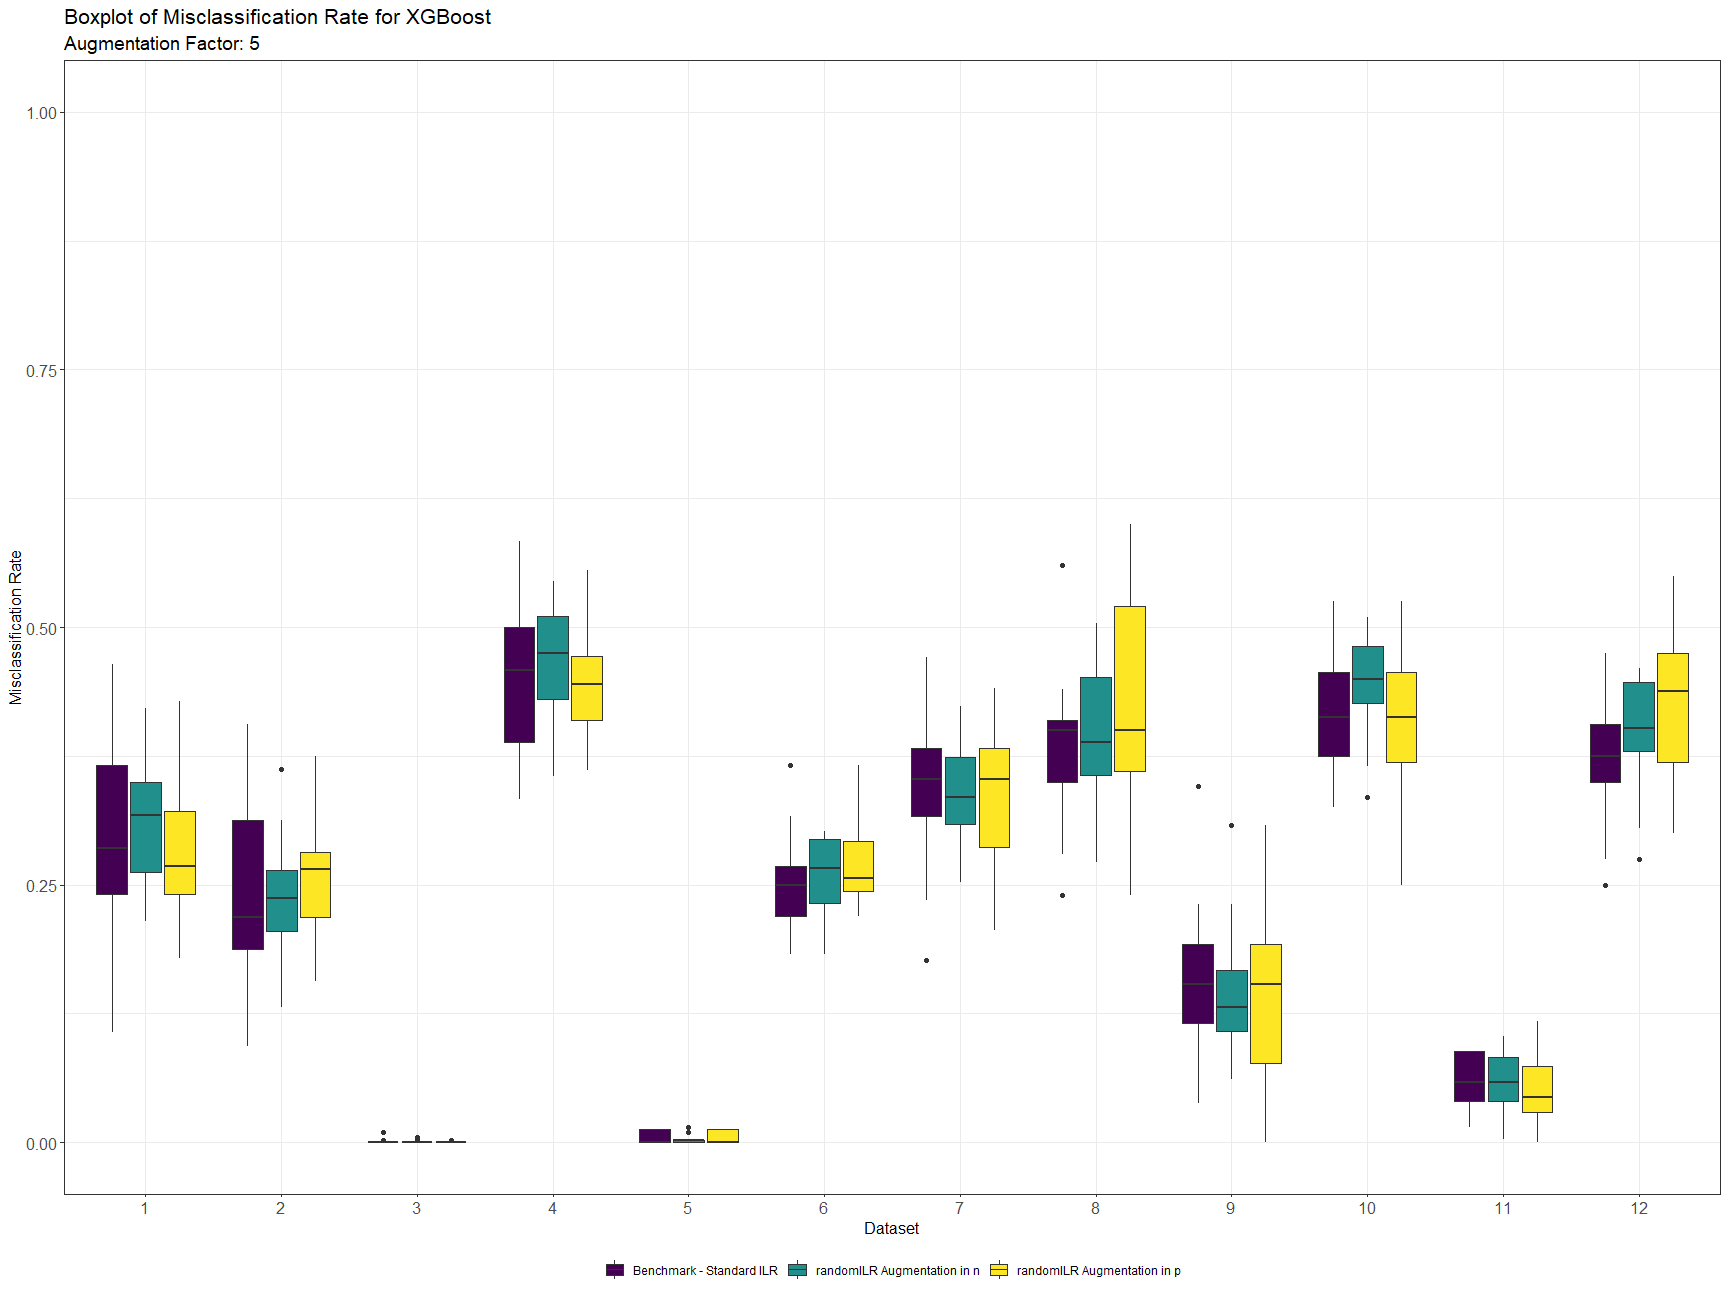 Boxplot of Misclassification Rate for XGBoost
Augmentation Factor: 5
1.00
0.75
0.50
0.25
0.00
Misclassification Rate
1 2 3 4 5 6 7 8 9 10 11 12
Dataset
Benchmark - Standard ILR randomILR Augmentation in n randomILR Augmentation in p